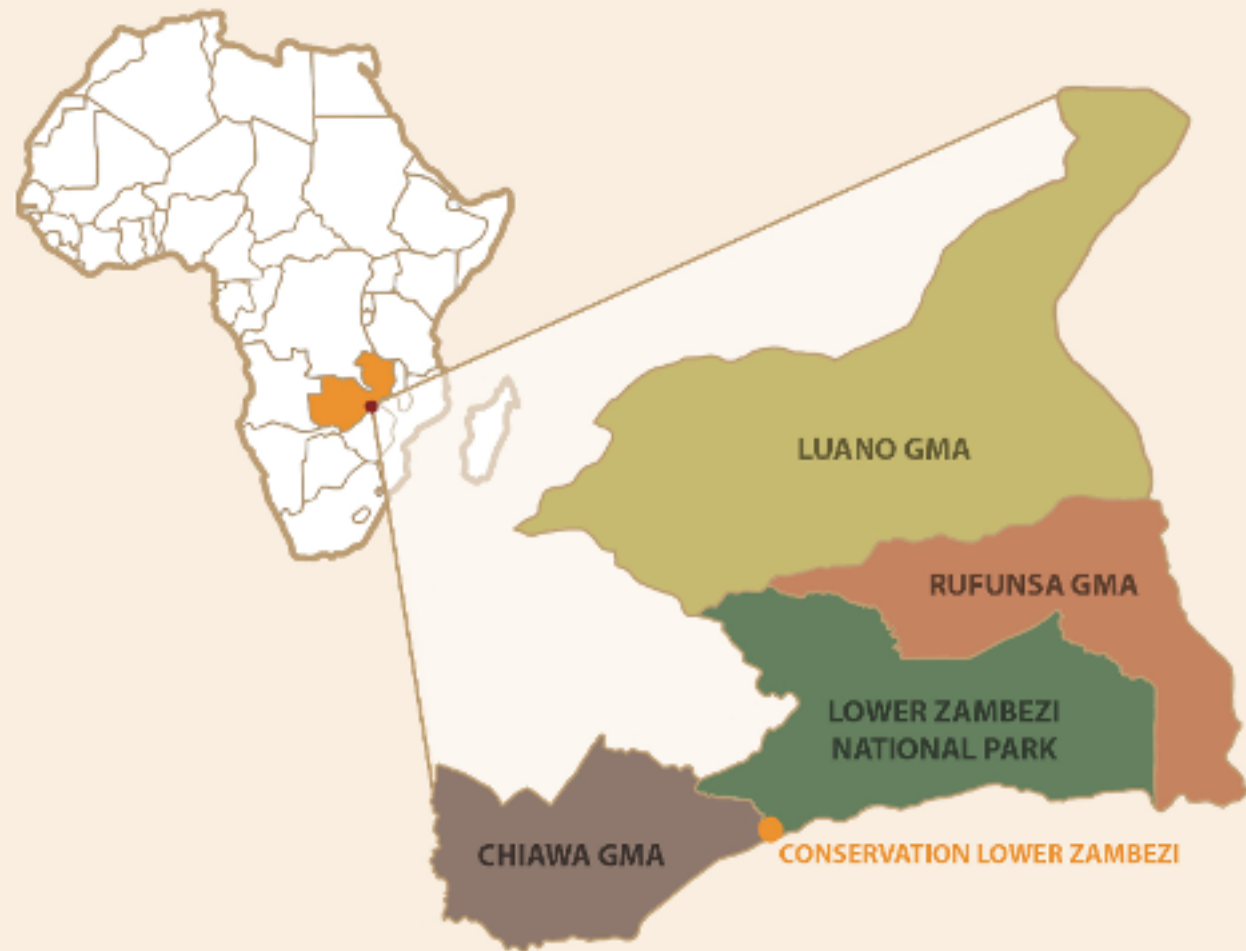 LUANO GMA
RUFUNSA GMA
LOWER ZAMBEZI
NATIONAL PARK
CHIAWA GMA
CONSERVATION LOWER ZAMBEZI